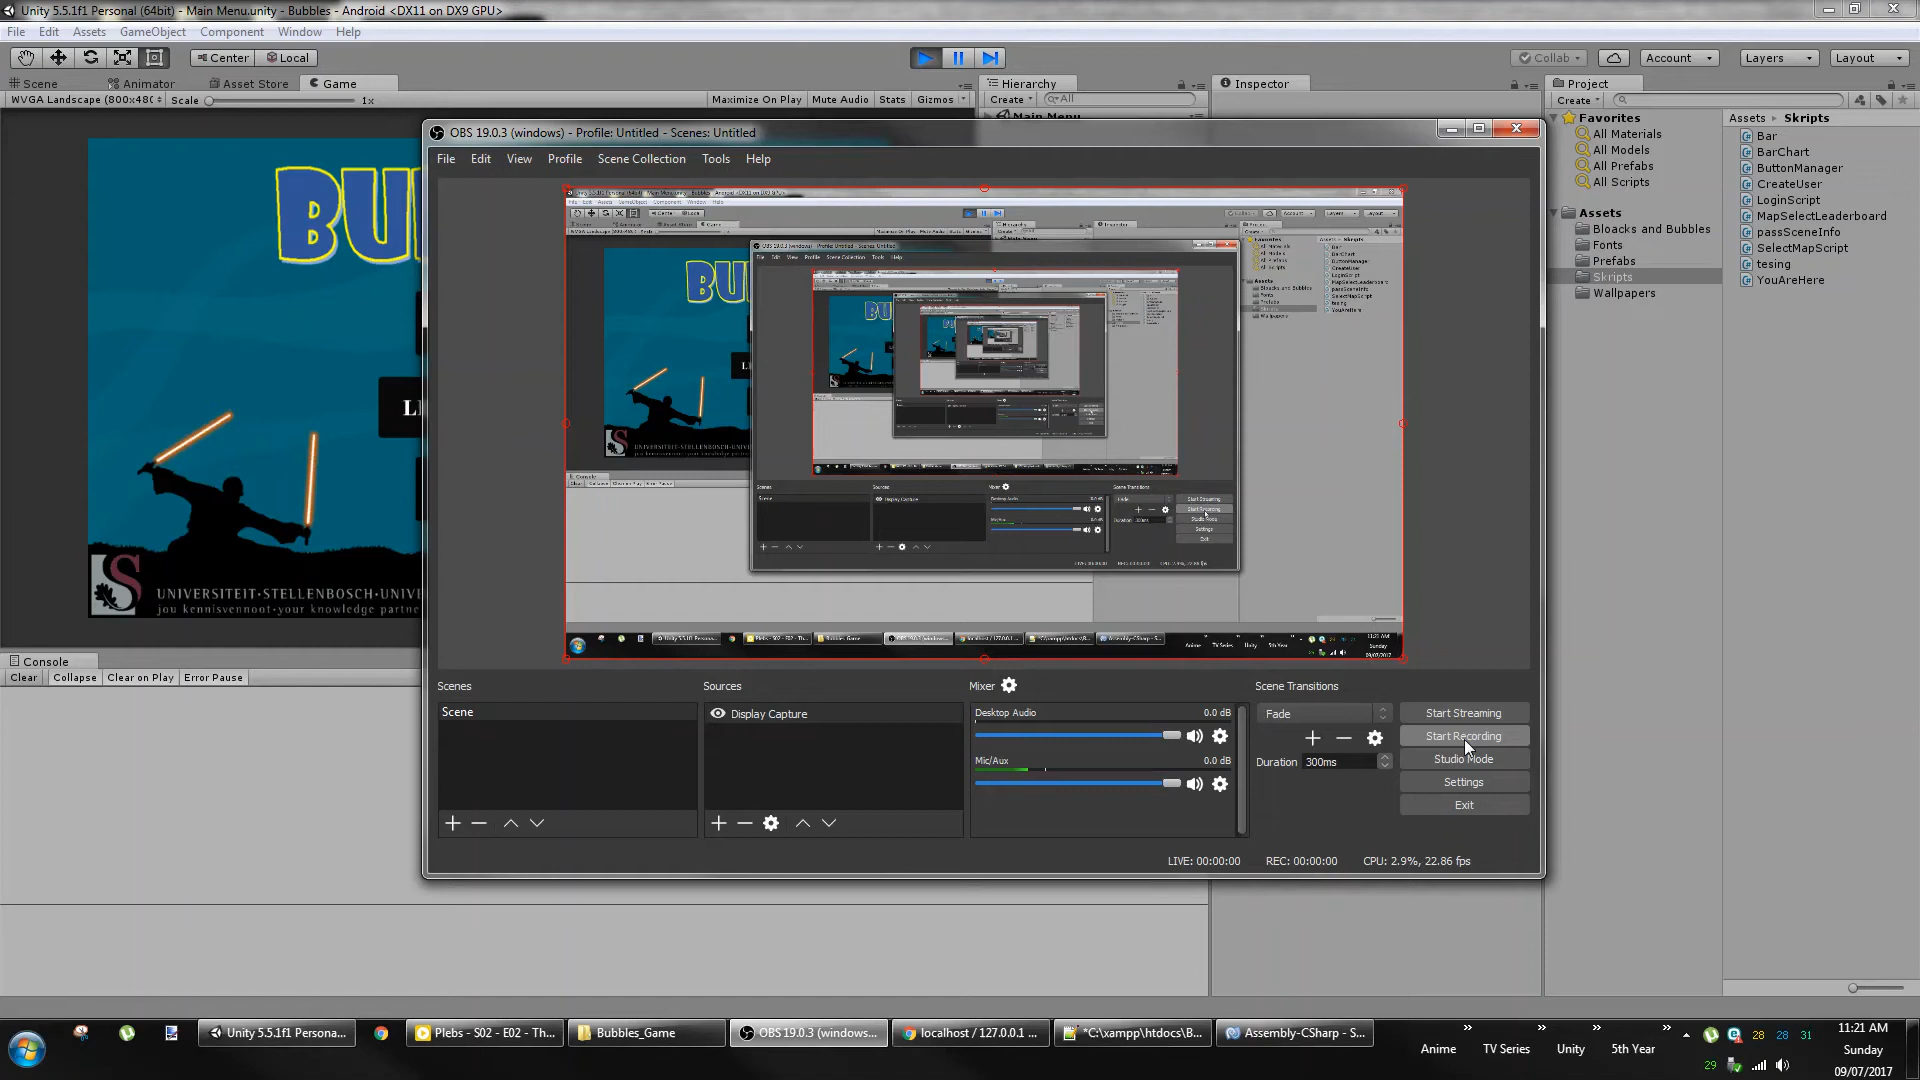 Unity 5.5.1f1 Personal (64bit) - Main Menu.unity - Bubbles - Android <DX11 on DX9 GPU>
File Edit Assets GameObject Component Window Help
Center Local
Collab Account Layers Layout
Scene Animator Asset Store Game
Hierarchy
Inspector
Project
WVGA Landscape (800x48( Scale 1x Maximize On Play Mute Audio Stats Gizmos
Create All
Create
Main Menu
Favorites
All Materials
All Models
All Prefabs
All Scripts
Assets
Bloacks and Bubbles
Fonts
Prefabs
Skripts
Wallpapers
Assets Skripts
Bar
BarChart
ButtonManager
CreateUser
LoginScript
MapSelectLeaderboard
passSceneInfo
SelectMapScript
tesing
YouAreHere
BU
LI
UNIVERSITEIT·STELLENBOSCH·UNIV
jou kennisvennoot·your knowledge partne
Console
Clear Collapse Clear on Play Error Pause
OBS 19.0.3 (windows) - Profile: Untitled - Scenes: Untitled
File Edit View Profile Scene Collection Tools Help
Scenes
Scene
Sources
Display Capture
Mixer
Desktop Audio 0.0 dB
Mic/Aux 0.0 dB
Scene Transitions
Fade
Duration 300ms
Start Streaming
Start Recording
Studio Mode
Settings
Exit
LIVE: 00:00:00 REC: 00:00:00 CPU: 2.9%, 22.86 fps
Unity 5.5.1f1 Persona... Plebs - S02 - E02 - Th... Bubbles_Game OBS 19.0.3 (windows... localhost / 127.0.0.1 ... *C:\xampp\htdocs\B... Assembly-CSharp - S...
» Anime » TV Series » Unity » 5th Year
28 28 31
29
11:21 AM
Sunday
09/07/2017